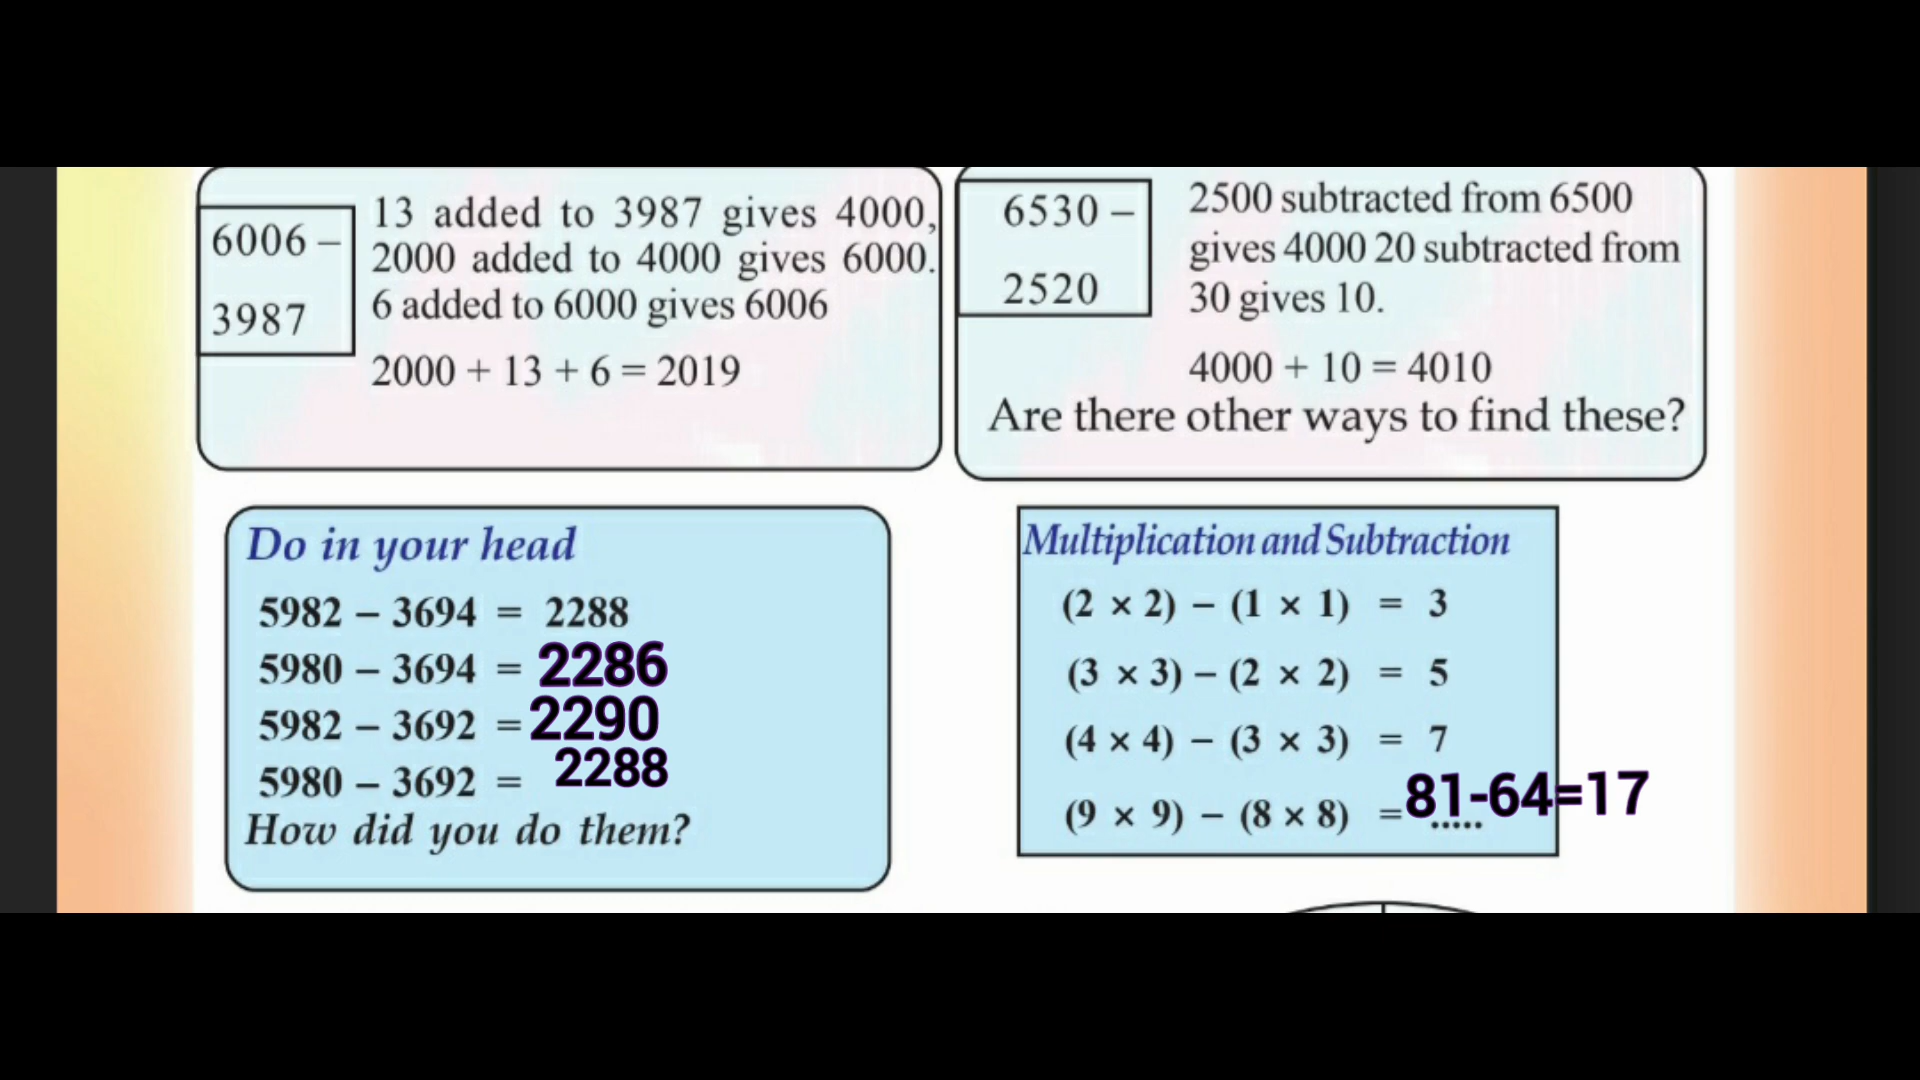 6006 –
3987
13 added to 3987 gives 4000,
2000 added to 4000 gives 6000.
6 added to 6000 gives 6006
2000 + 13 + 6 = 2019
6530 –
2520
2500 subtracted from 6500
gives 4000 20 subtracted from
30 gives 10.
4000 + 10 = 4010
Are there other ways to find these?
Do in your head
5982 – 3694 = 2288
5980 – 3694 = 2286
5982 – 3692 = 2290
5980 – 3692 = 2288
How did you do them?
Multiplication and Subtraction
(2 × 2) – (1 × 1) = 3
(3 × 3) – (2 × 2) = 5
(4 × 4) – (3 × 3) = 7
(9 × 9) – (8 × 8) = ..... 81-64=17